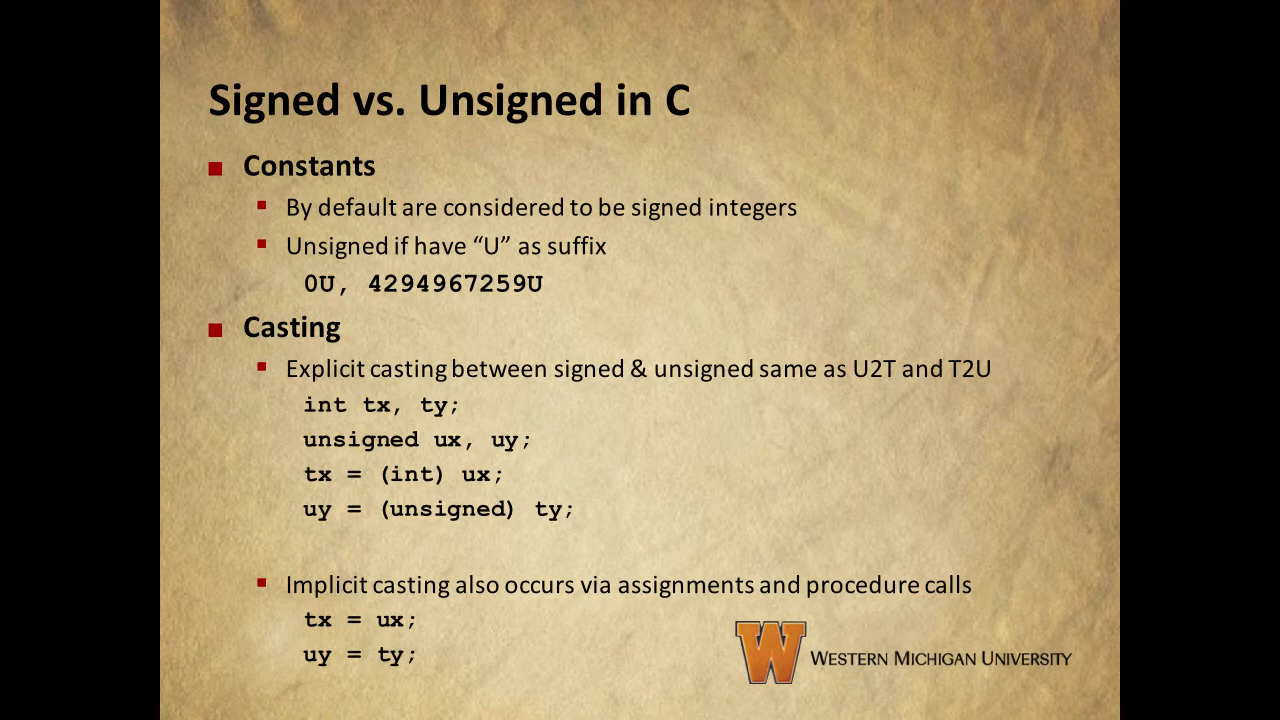 Signed vs. Unsigned in C
Constants
By default are considered to be signed integers
Unsigned if have “U” as suffix
0U, 4294967259U
Casting
Explicit casting between signed & unsigned same as U2T and T2U
int tx, ty;
unsigned ux, uy;
tx = (int) ux;
uy = (unsigned) ty;
Implicit casting also occurs via assignments and procedure calls
tx = ux;
uy = ty;
W WESTERN MICHIGAN UNIVERSITY